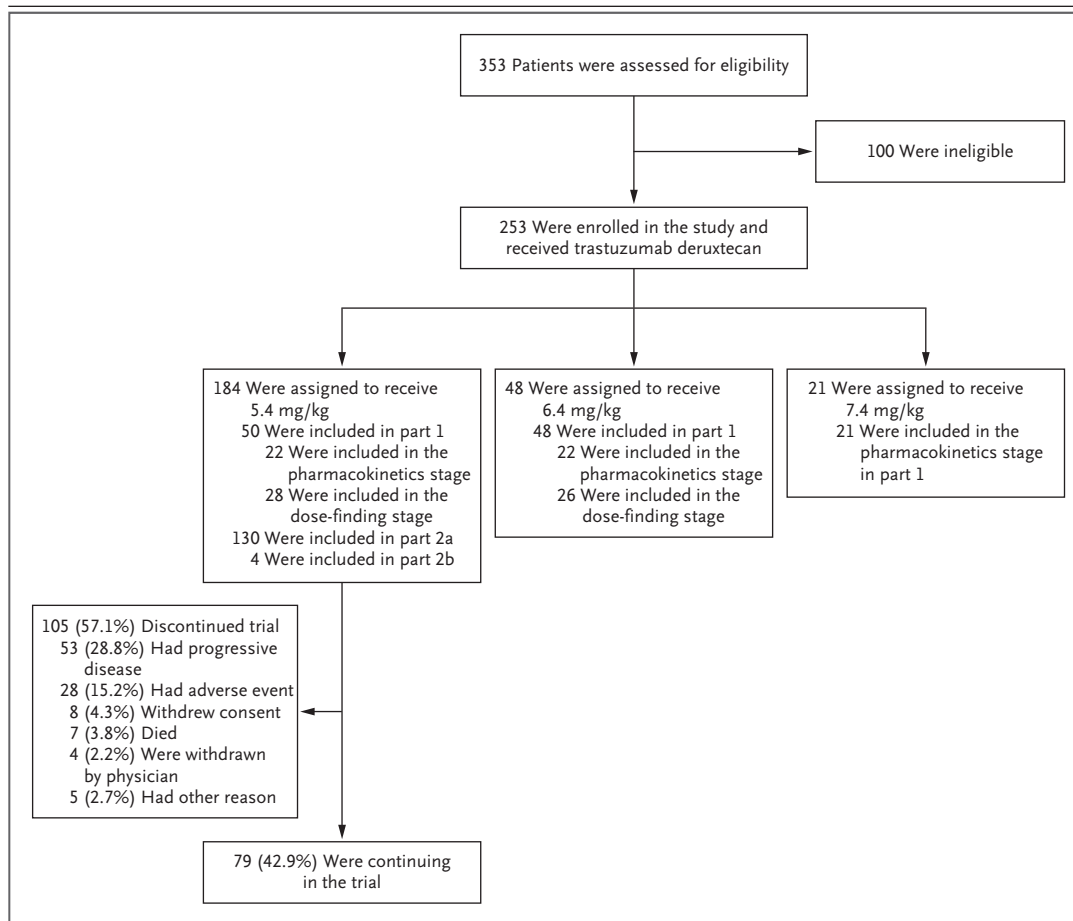 353 Patients were assessed for eligibility
100 Were ineligible
253 Were enrolled in the study and
received trastuzumab deruxtecan
184 Were assigned to receive
5.4 mg/kg
50 Were included in part 1
22 Were included in the
pharmacokinetics stage
28 Were included in the
dose-finding stage
130 Were included in part 2a
4 Were included in part 2b
48 Were assigned to receive
6.4 mg/kg
48 Were included in part 1
22 Were included in the
pharmacokinetics stage
26 Were included in the
dose-finding stage
21 Were assigned to receive
7.4 mg/kg
21 Were included in the
pharmacokinetics stage
in part 1
105 (57.1%) Discontinued trial
53 (28.8%) Had progressive
disease
28 (15.2%) Had adverse event
8 (4.3%) Withdrew consent
7 (3.8%) Died
4 (2.2%) Were withdrawn
by physician
5 (2.7%) Had other reason
79 (42.9%) Were continuing
in the trial